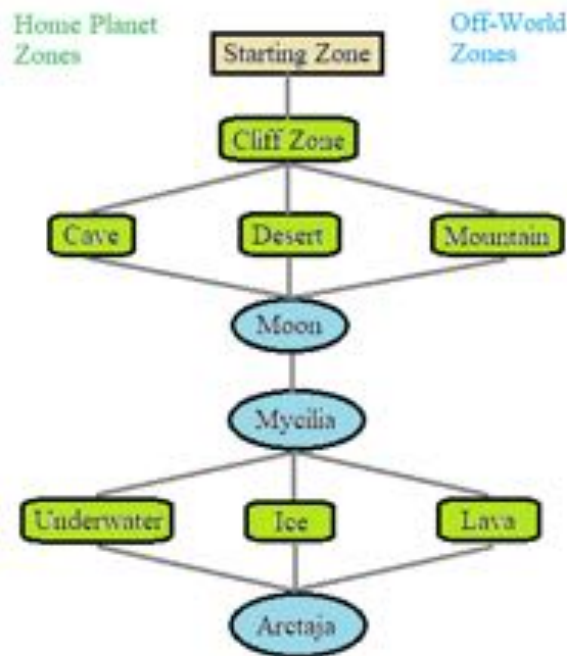 Home Planet
Zones
Off-World
Zones
Starting Zone
Cliff Zone
Cave
Desert
Mountain
Moon
Mycilia
Underwater
Ice
Lava
Arctaja